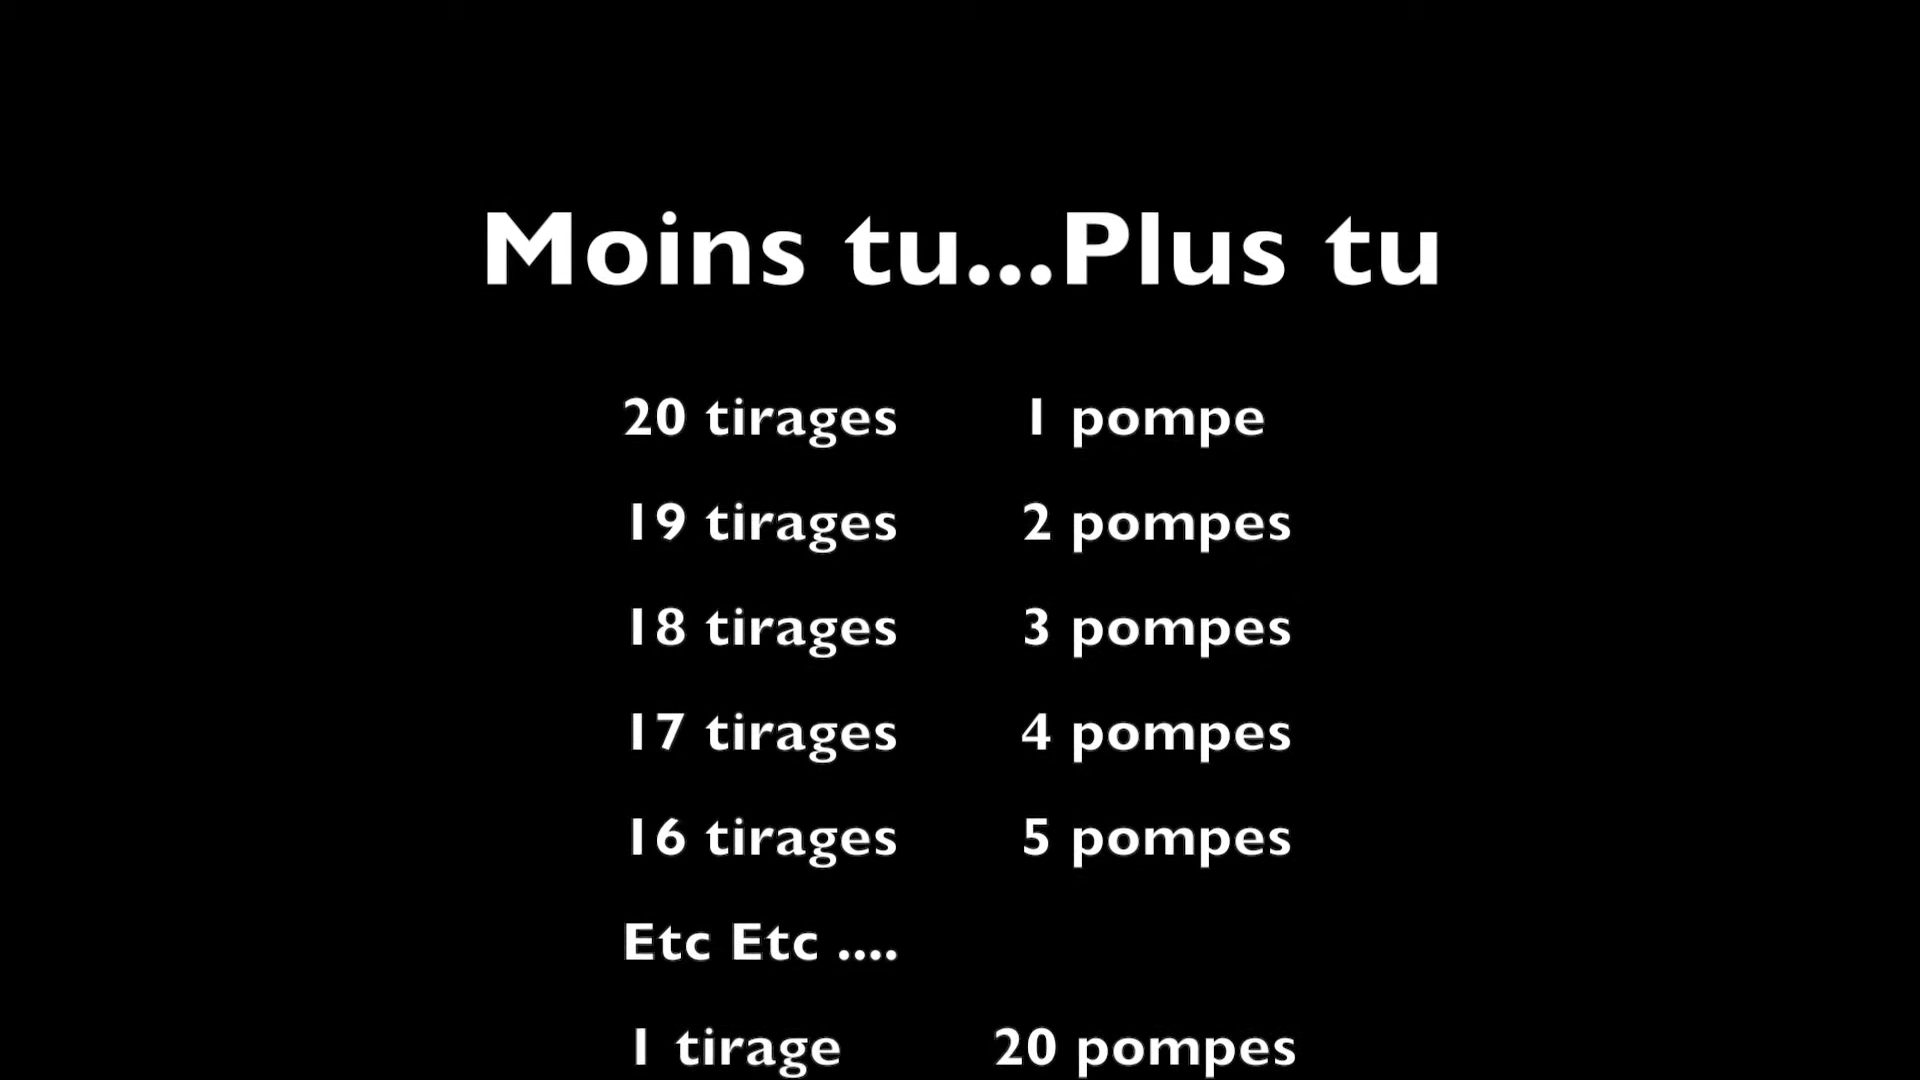 Moins tu...Plus tu
20 tirages 1 pompe
19 tirages 2 pompes
18 tirages 3 pompes
17 tirages 4 pompes
16 tirages 5 pompes
Etc Etc ....
1 tirage 20 pompes